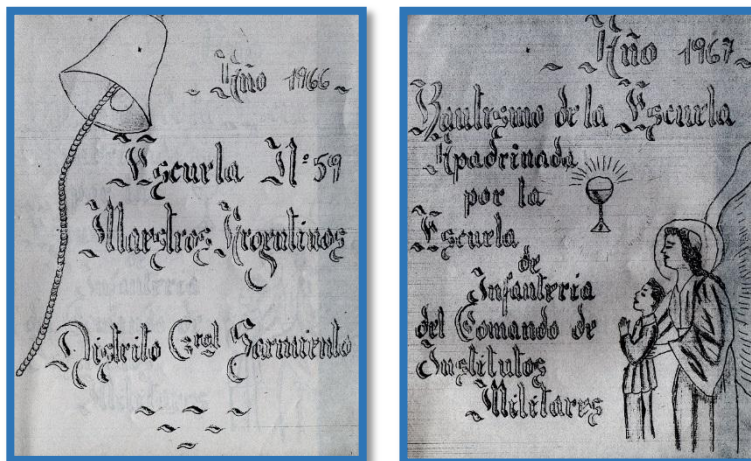 Año 1966
Escuela N° 59
Maestros Argentinos
Distrito Gral Sarmiento
Año 1967
Bautismo de la Escuela
Apadrinada
por la
Escuela
de
Infantería
del Comando de
Institutos
Militares